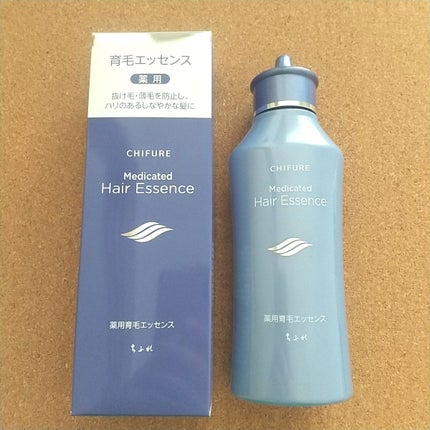 育毛エッセンス
薬用
抜け毛・薄毛を防止し、
ハリのあるしなやかな髪に
CHIFURE
Medicated
Hair Essence
薬用育毛エッセンス
ちふれ
CHIFURE
Medicated
Hair Essence
薬用育毛エッセンス
ちふれ